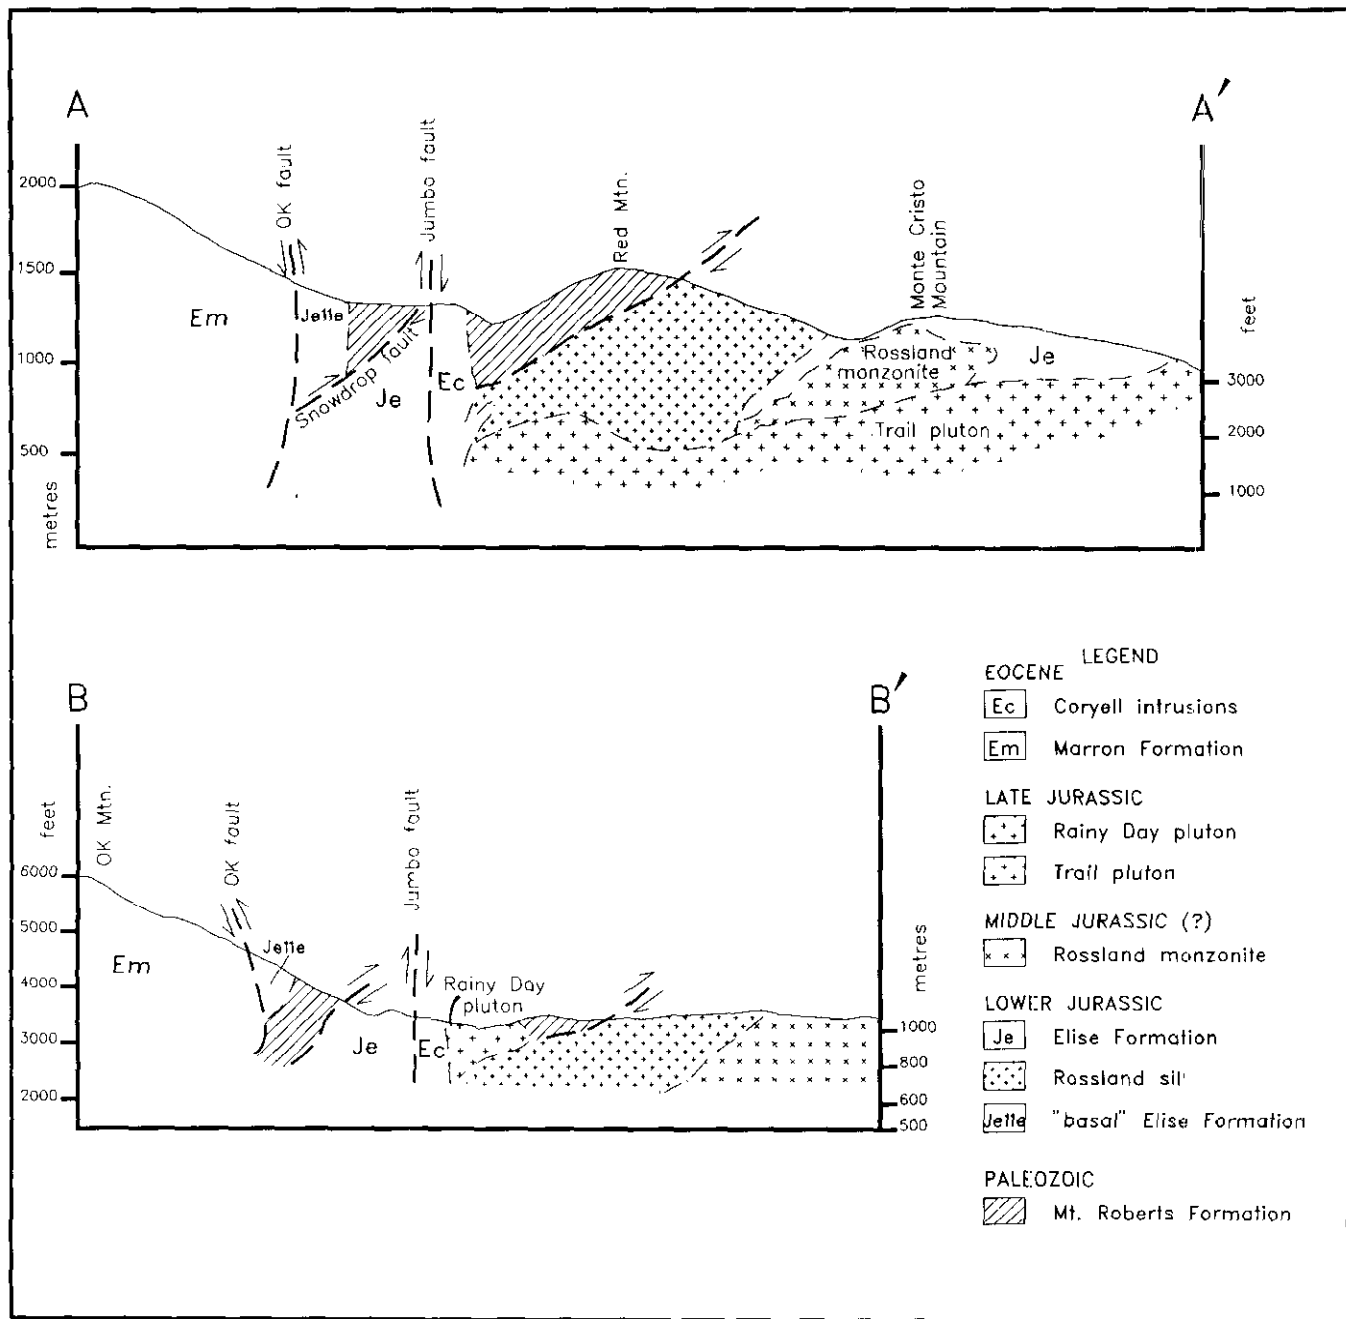 A
A′
OK fault
Jumbo fault
Red Mtn.
Monte Cristo
Mountain
2000
1500
1000
500
metres
feet
3000
2000
1000
Em
Je11e
Snowdrop fault
Je
Ec
Rossland
monzonite
Je
Trail pluton
B
B′
feet
OK Mtn.
OK fault
Jumbo fault
6000
5000
4000
3000
2000
metres
1000
800
600
500
Em
Je11e
Je
Ec
Rainy Day
pluton
LEGEND
EOCENE
Ec Coryell intrusions
Em Marron Formation
LATE JURASSIC
Rainy Day pluton
Trail pluton
MIDDLE JURASSIC (?)
Rossland monzonite
LOWER JURASSIC
Je Elise Formation
Rossland sill
Je11e "basal" Elise Formation
PALEOZOIC
Mt. Roberts Formation